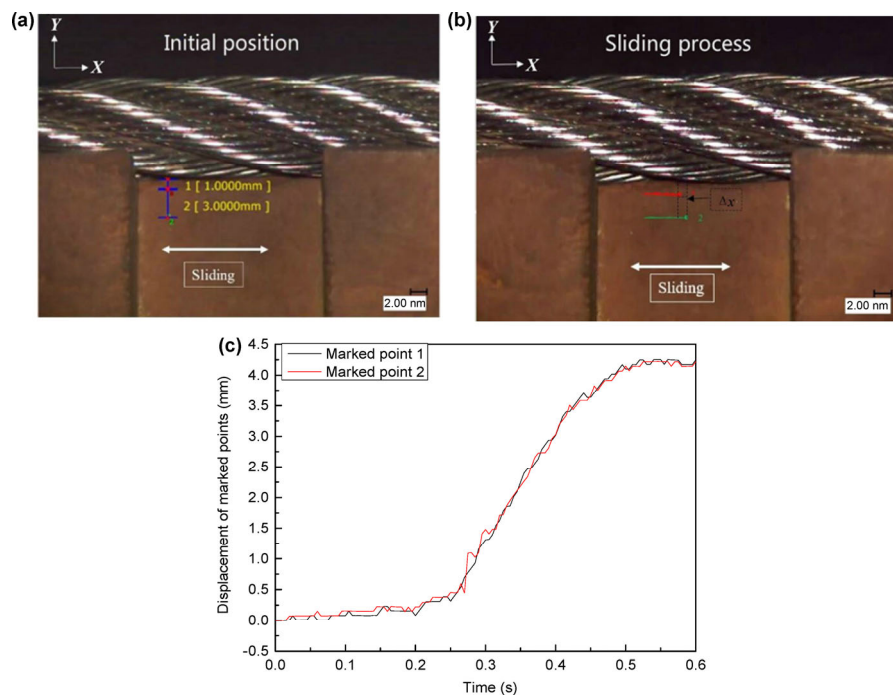 (a)
Y
Initial position
X
1 [ 1.0000mm ]
2 [ 3.0000mm ]
2
Sliding
2.00 nm
(b)
Y
Sliding process
X
Δx
2
Sliding
2.00 nm
(c)
4.5
4.0
3.5
3.0
2.5
2.0
1.5
1.0
0.5
0.0
-0.5
Displacement of marked points (mm)
Marked point 1
Marked point 2
0.0 0.1 0.2 0.3 0.4 0.5 0.6
Time (s)